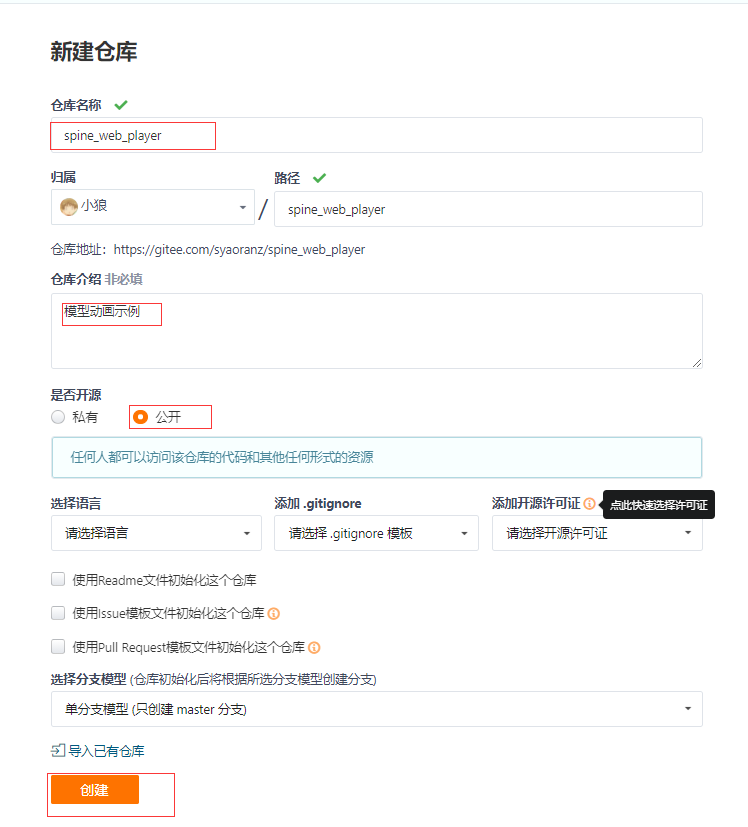 新建仓库
仓库名称
spine_web_player
归属
路径
小狼
/
spine_web_player
仓库地址：https://gitee.com/syaoranz/spine_web_player
仓库介绍 非必填
模型动画示例
是否开源
私有
公开
任何人都可以访问该仓库的代码和其他任何形式的资源
选择语言
添加 .gitignore
添加开源许可证
点此快速选择许可证
请选择语言
请选择 .gitignore 模板
请选择开源许可证
使用Readme文件初始化这个仓库
使用Issue模板文件初始化这个仓库
使用Pull Request模板文件初始化这个仓库
选择分支模型 (仓库初始化后将根据所选分支模型创建分支)
单分支模型 (只创建 master 分支)
导入已有仓库
创建